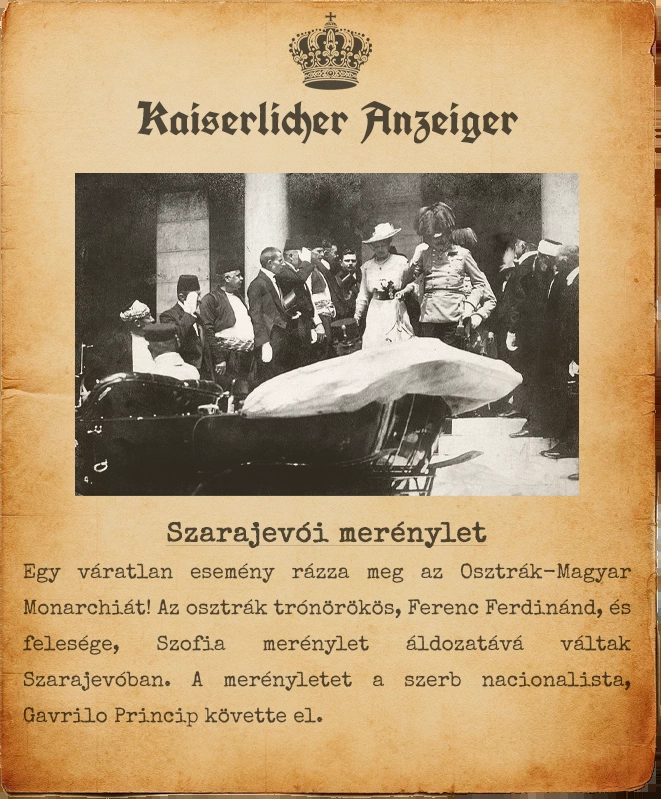 Kaiserlicher Anzeiger
Szarajevói merénylet
Egy váratlan esemény rázza meg az Osztrák-Magyar
Monarchiát! Az osztrák trónörökös, Ferenc Ferdinánd, és
felesége, Szofia merénylet áldozatává váltak
Szarajevóban. A merényletet a szerb nacionalista,
Gavrilo Princip követte el.